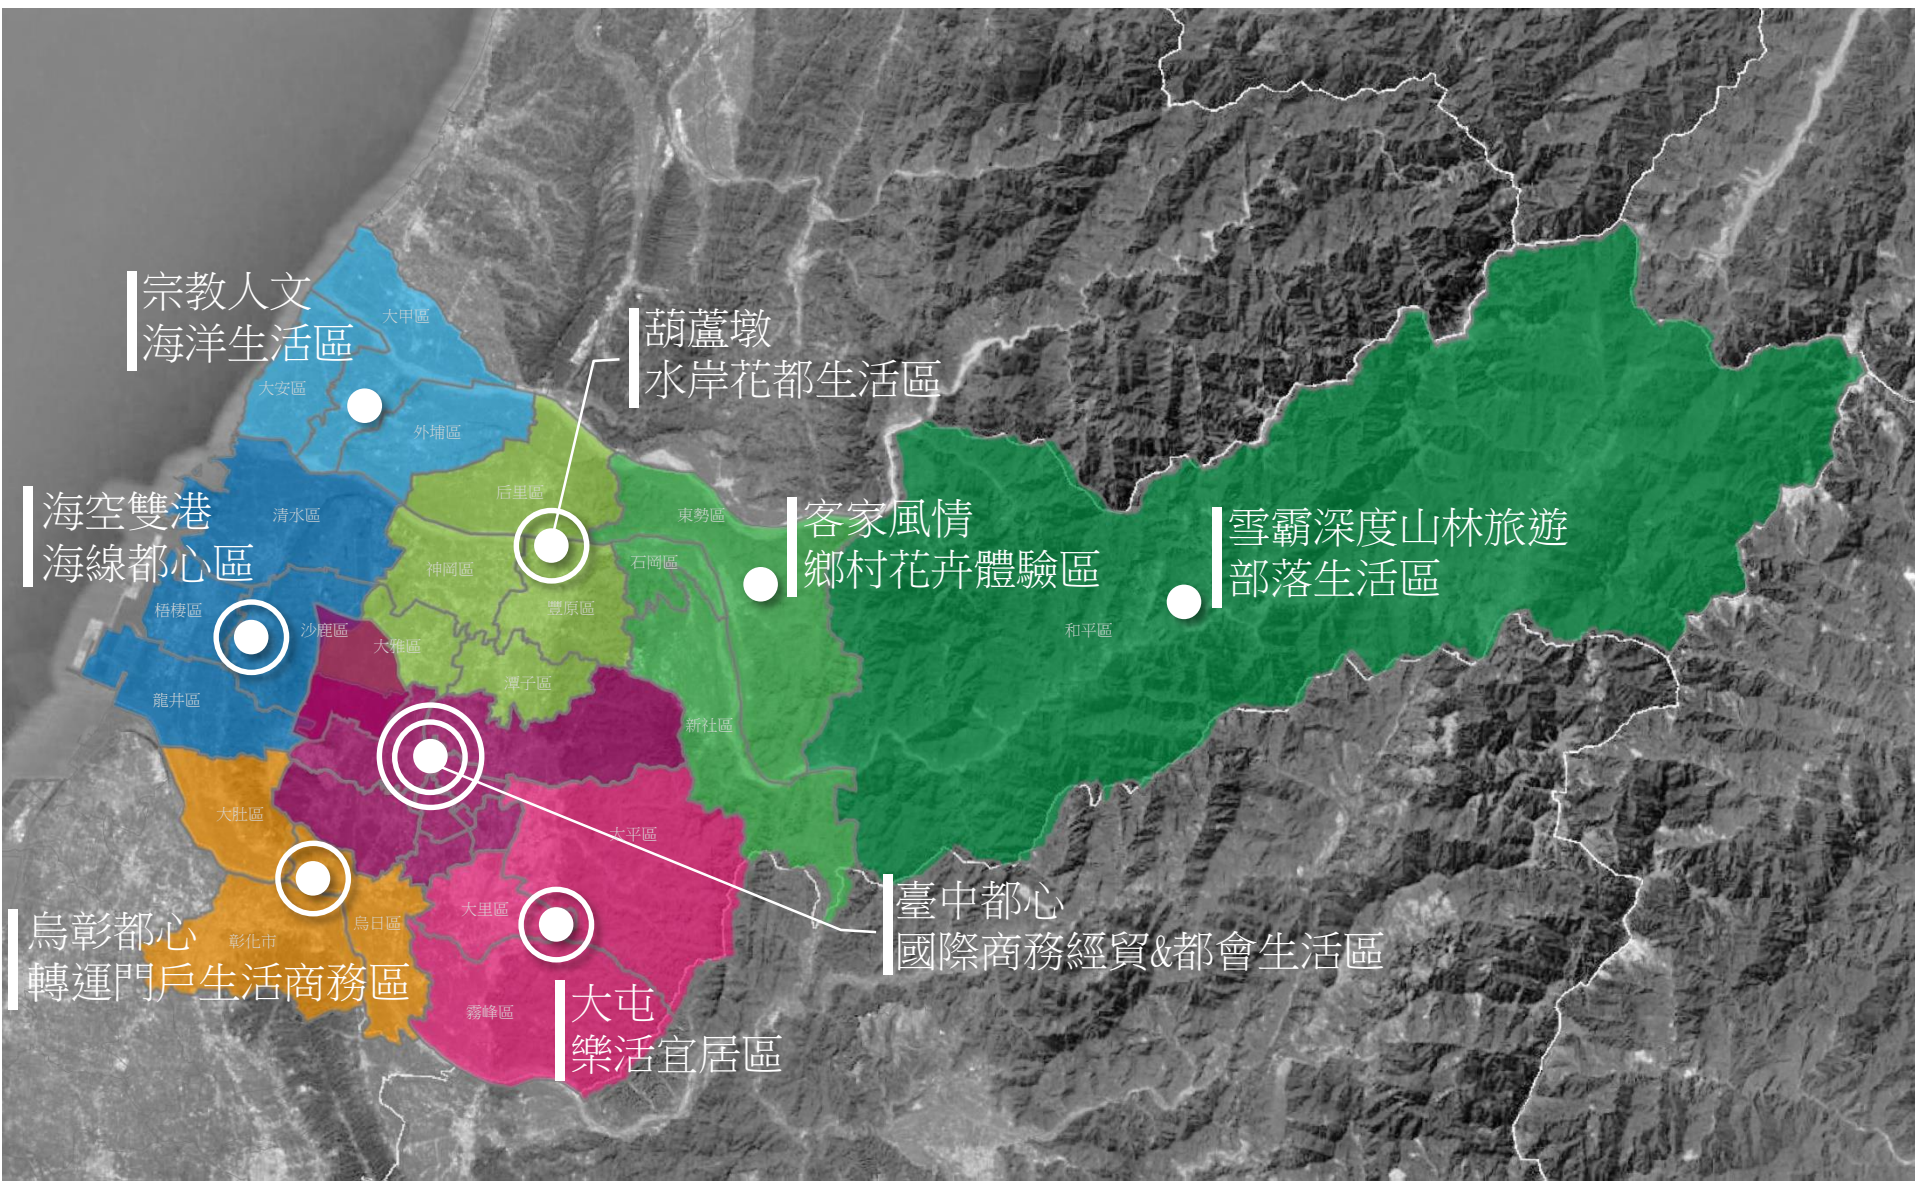 宗教人文
海洋生活區
葫蘆墩
水岸花都生活區
海空雙港
海線都心區
客家風情
鄉村花卉體驗區
雪霸深度山林旅遊
部落生活區
臺中都心
國際商務經貿&都會生活區
烏彰都心
轉運門戶生活商務區
大屯
樂活宜居區
大甲區
大安區
外埔區
后里區
清水區
東勢區
石岡區
神岡區
梧棲區
豐原區
沙鹿區
大雅區
和平區
潭子區
龍井區
新社區
大肚區
太平區
大里區
烏日區
彰化市
霧峰區